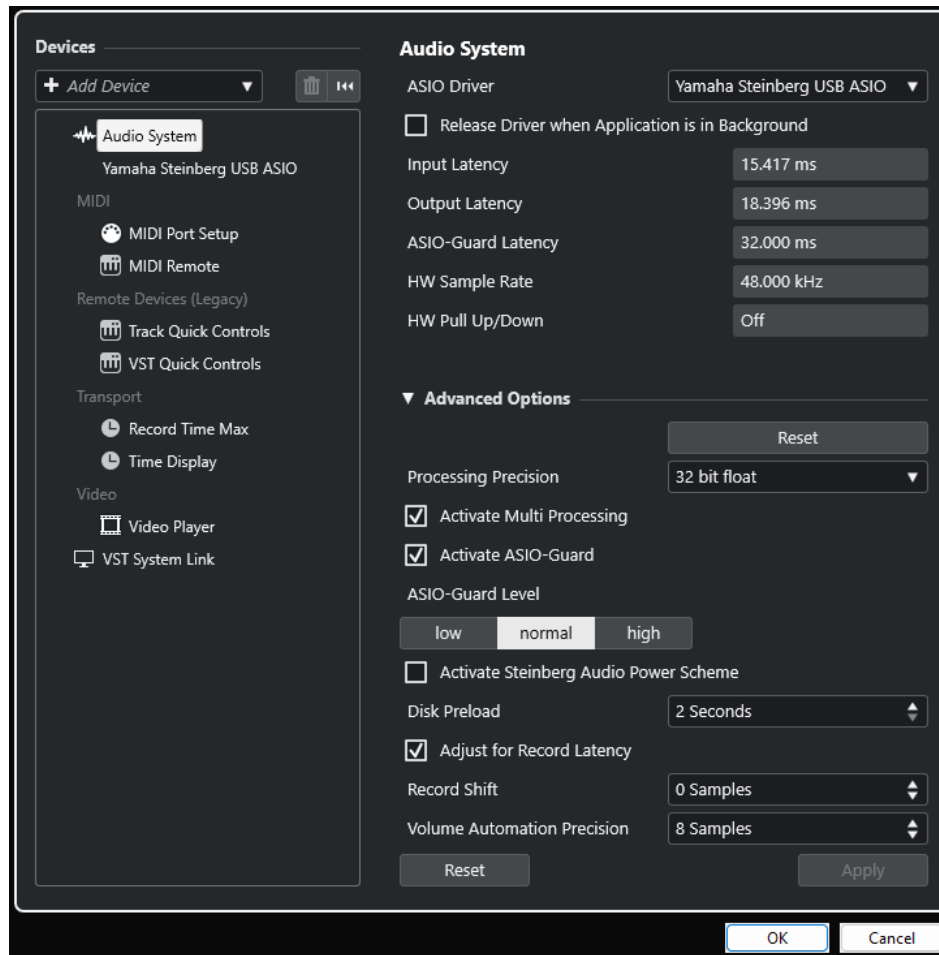 Devices
Add Device
Audio System
Yamaha Steinberg USB ASIO
MIDI
MIDI Port Setup
MIDI Remote
Remote Devices (Legacy)
Track Quick Controls
VST Quick Controls
Transport
Record Time Max
Time Display
Video
Video Player
VST System Link
Audio System
ASIO Driver Yamaha Steinberg USB ASIO
Release Driver when Application is in Background
Input Latency 15.417 ms
Output Latency 18.396 ms
ASIO-Guard Latency 32.000 ms
HW Sample Rate 48.000 kHz
HW Pull Up/Down Off
Advanced Options
Reset
Processing Precision 32 bit float
Activate Multi Processing
Activate ASIO-Guard
ASIO-Guard Level
low normal high
Activate Steinberg Audio Power Scheme
Disk Preload 2 Seconds
Adjust for Record Latency
Record Shift 0 Samples
Volume Automation Precision 8 Samples
Reset Apply
OK Cancel